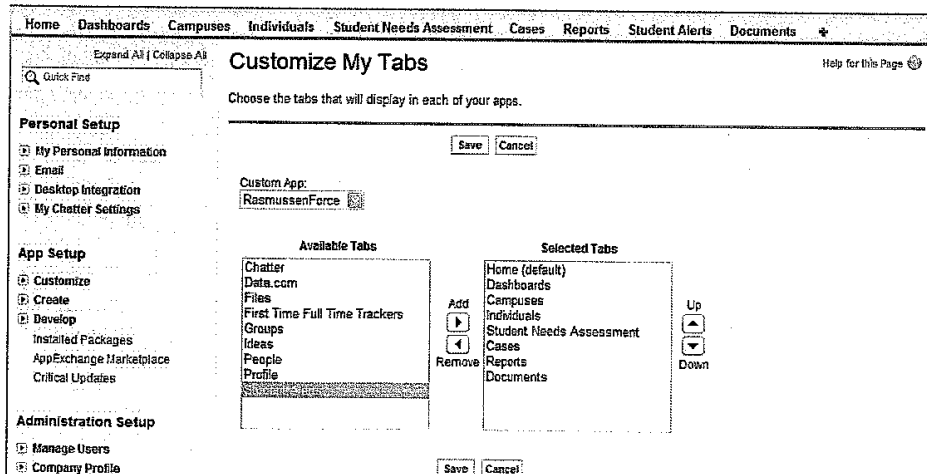 Home Dashboards Campuses Individuals Student Needs Assessment Cases Reports Student Alerts Documents +
Expand All | Collapse All
Quick Find
Customize My Tabs
Help for this Page
Choose the tabs that will display in each of your apps.
Save Cancel
Personal Setup
My Personal Information
Email
Desktop Integration
My Chatter Settings
Custom App:
RasmussenForce
App Setup
Customize
Create
Develop
Installed Packages
AppExchange Marketplace
Critical Updates
Available Tabs
Chatter
Data.com
Files
First Time Full Time Trackers
Groups
Ideas
People
Profile
Add
Remove
Selected Tabs
Home (default)
Dashboards
Campuses
Individuals
Student Needs Assessment
Cases
Reports
Documents
Up
Down
Administration Setup
Manage Users
Company Profile
Save Cancel